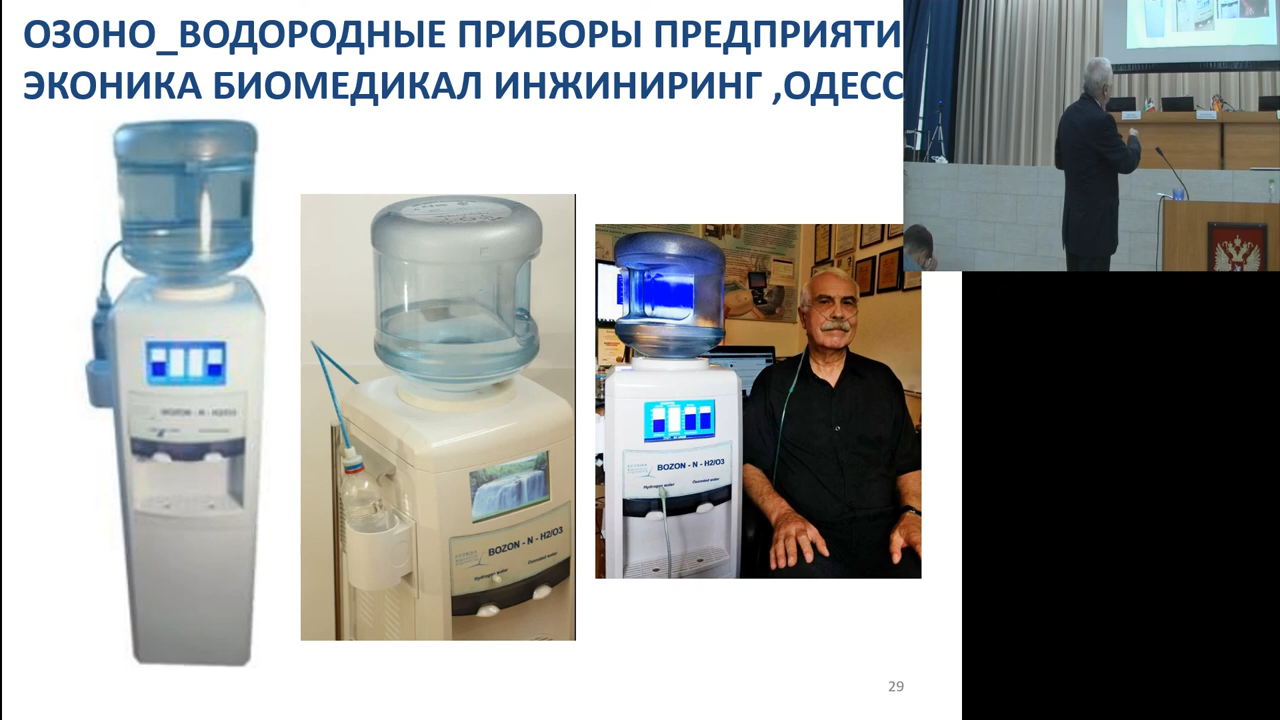 ОЗОНО_ВОДОРОДНЫЕ ПРИБОРЫ ПРЕДПРИЯТИ
ЭКОНИКА БИОМЕДИКАЛ ИНЖИНИРИНГ ,ОДЕСС
BOZON - N - H2/O3
BOZON - N - H2/O3
Hydrogen water
Ozonated water
BOZON - N - H2/O3
Hydrogen water
Ozonated water
29